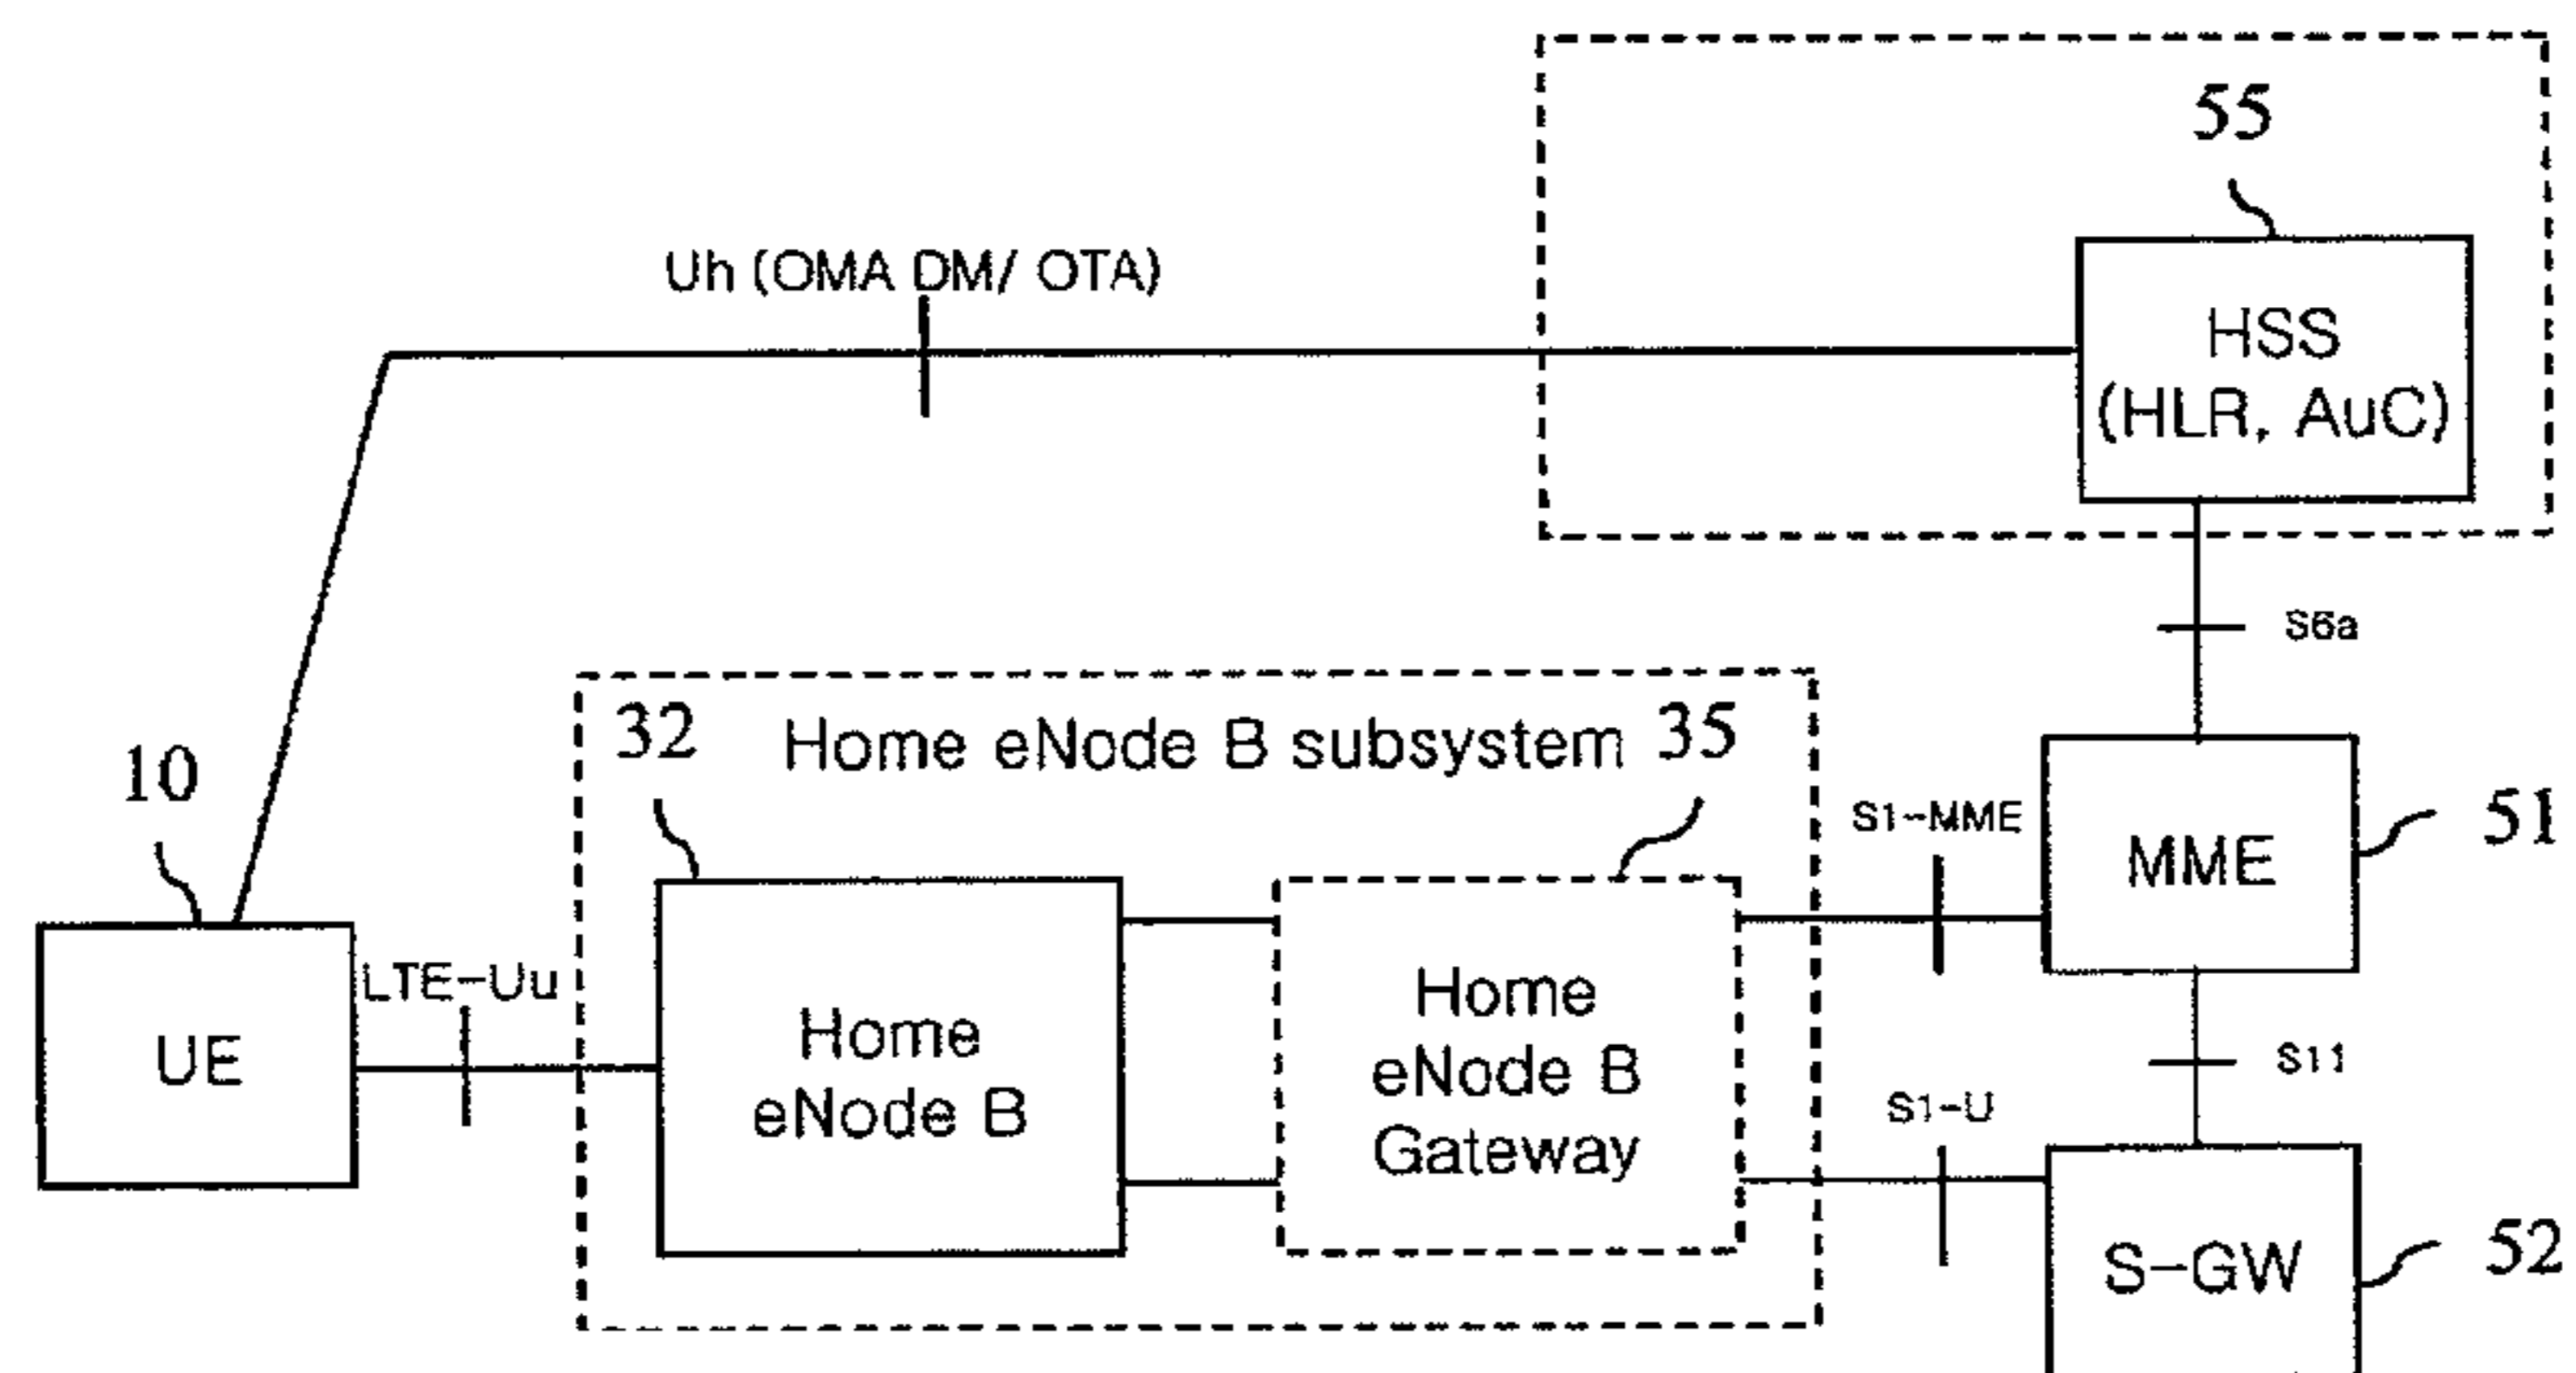 55
Uh (OMA DM/ OTA)
HSS
(HLR, AuC)
S6a
32
Home eNode B subsystem
35
10
S1-MME
MME
51
LTE-Uu
UE
Home
eNode B
Home
eNode B
Gateway
S11
S1-U
S-GW
52